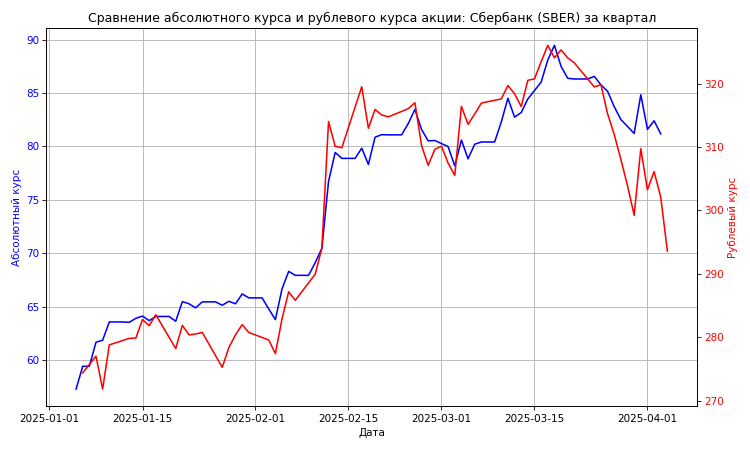 Сравнение абсолютного курса и рублевого курса акции: Сбербанк (SBER) за квартал
90
85
80
75
70
65
60
Абсолютный курс
320
310
300
290
280
270
Рублевый курс
2025-01-01 2025-01-15 2025-02-01 2025-02-15 2025-03-01 2025-03-15 2025-04-01
Дата